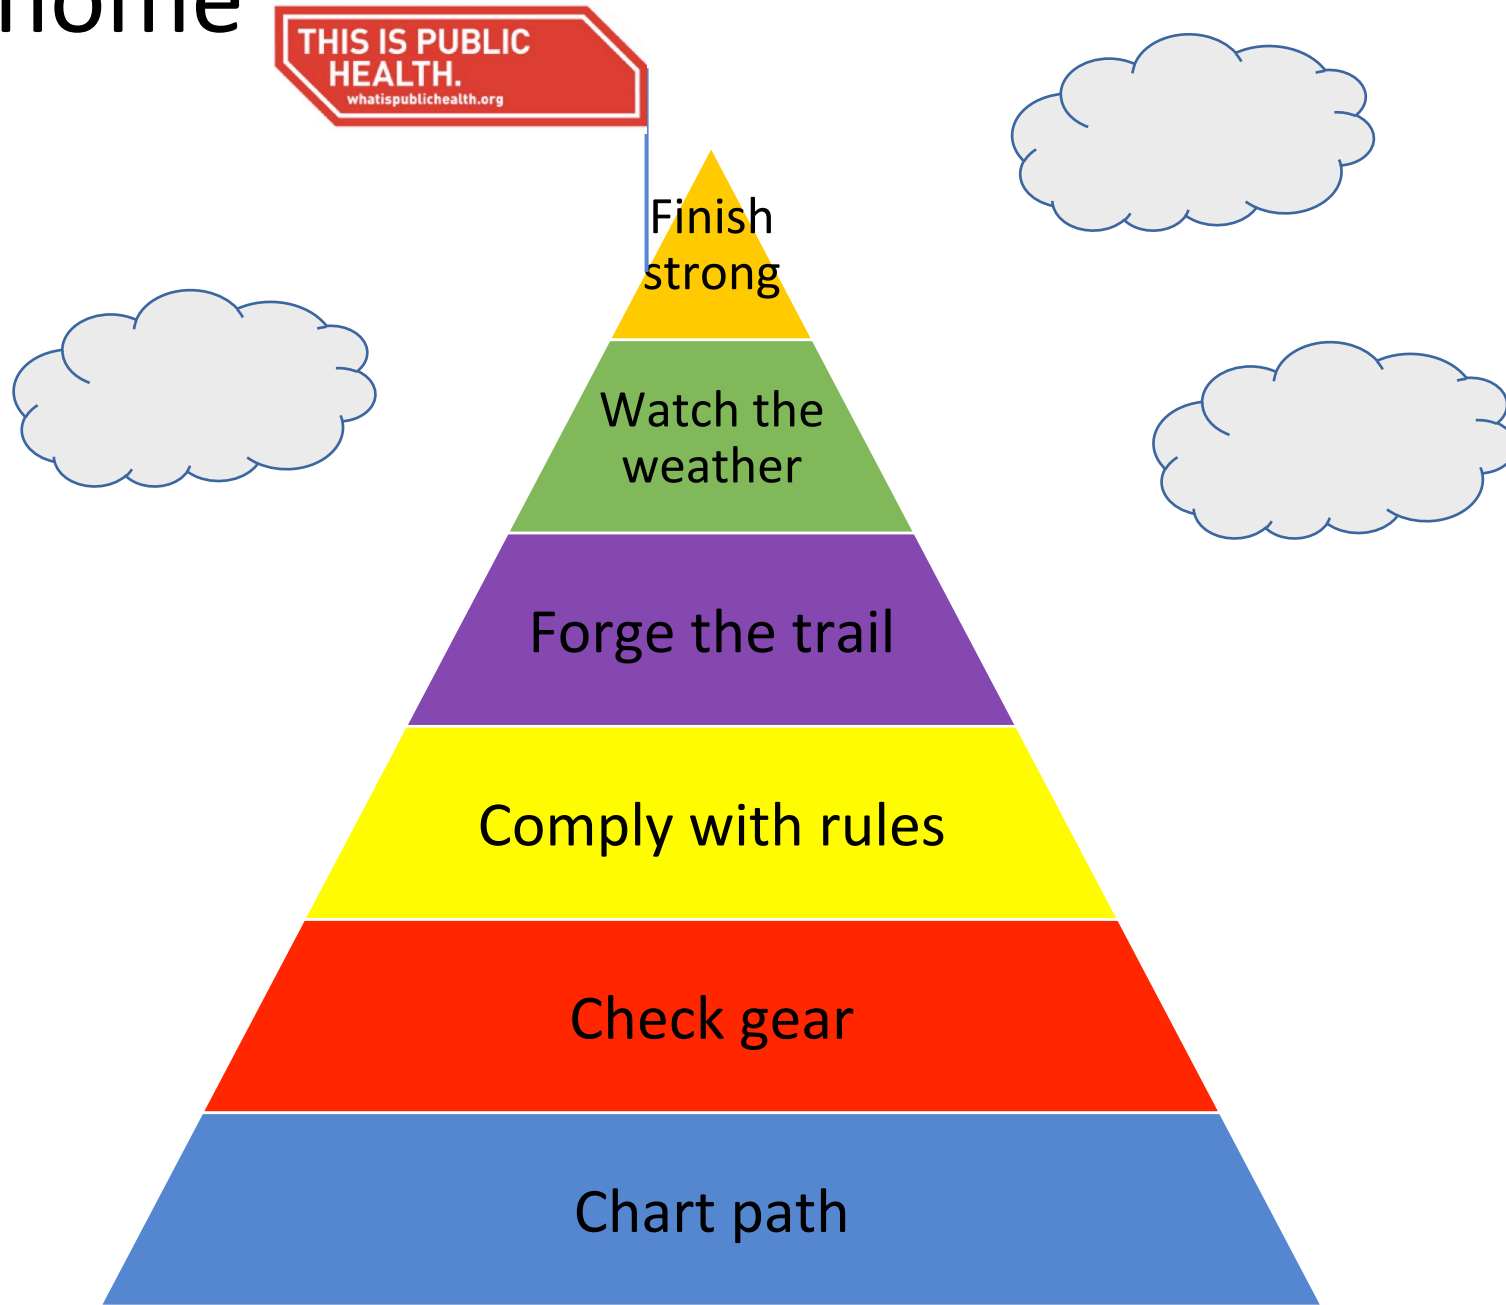 home
THIS IS PUBLIC
HEALTH.
whatispublichealth.org
Finish
strong
Watch the
weather
Forge the trail
Comply with rules
Check gear
Chart path